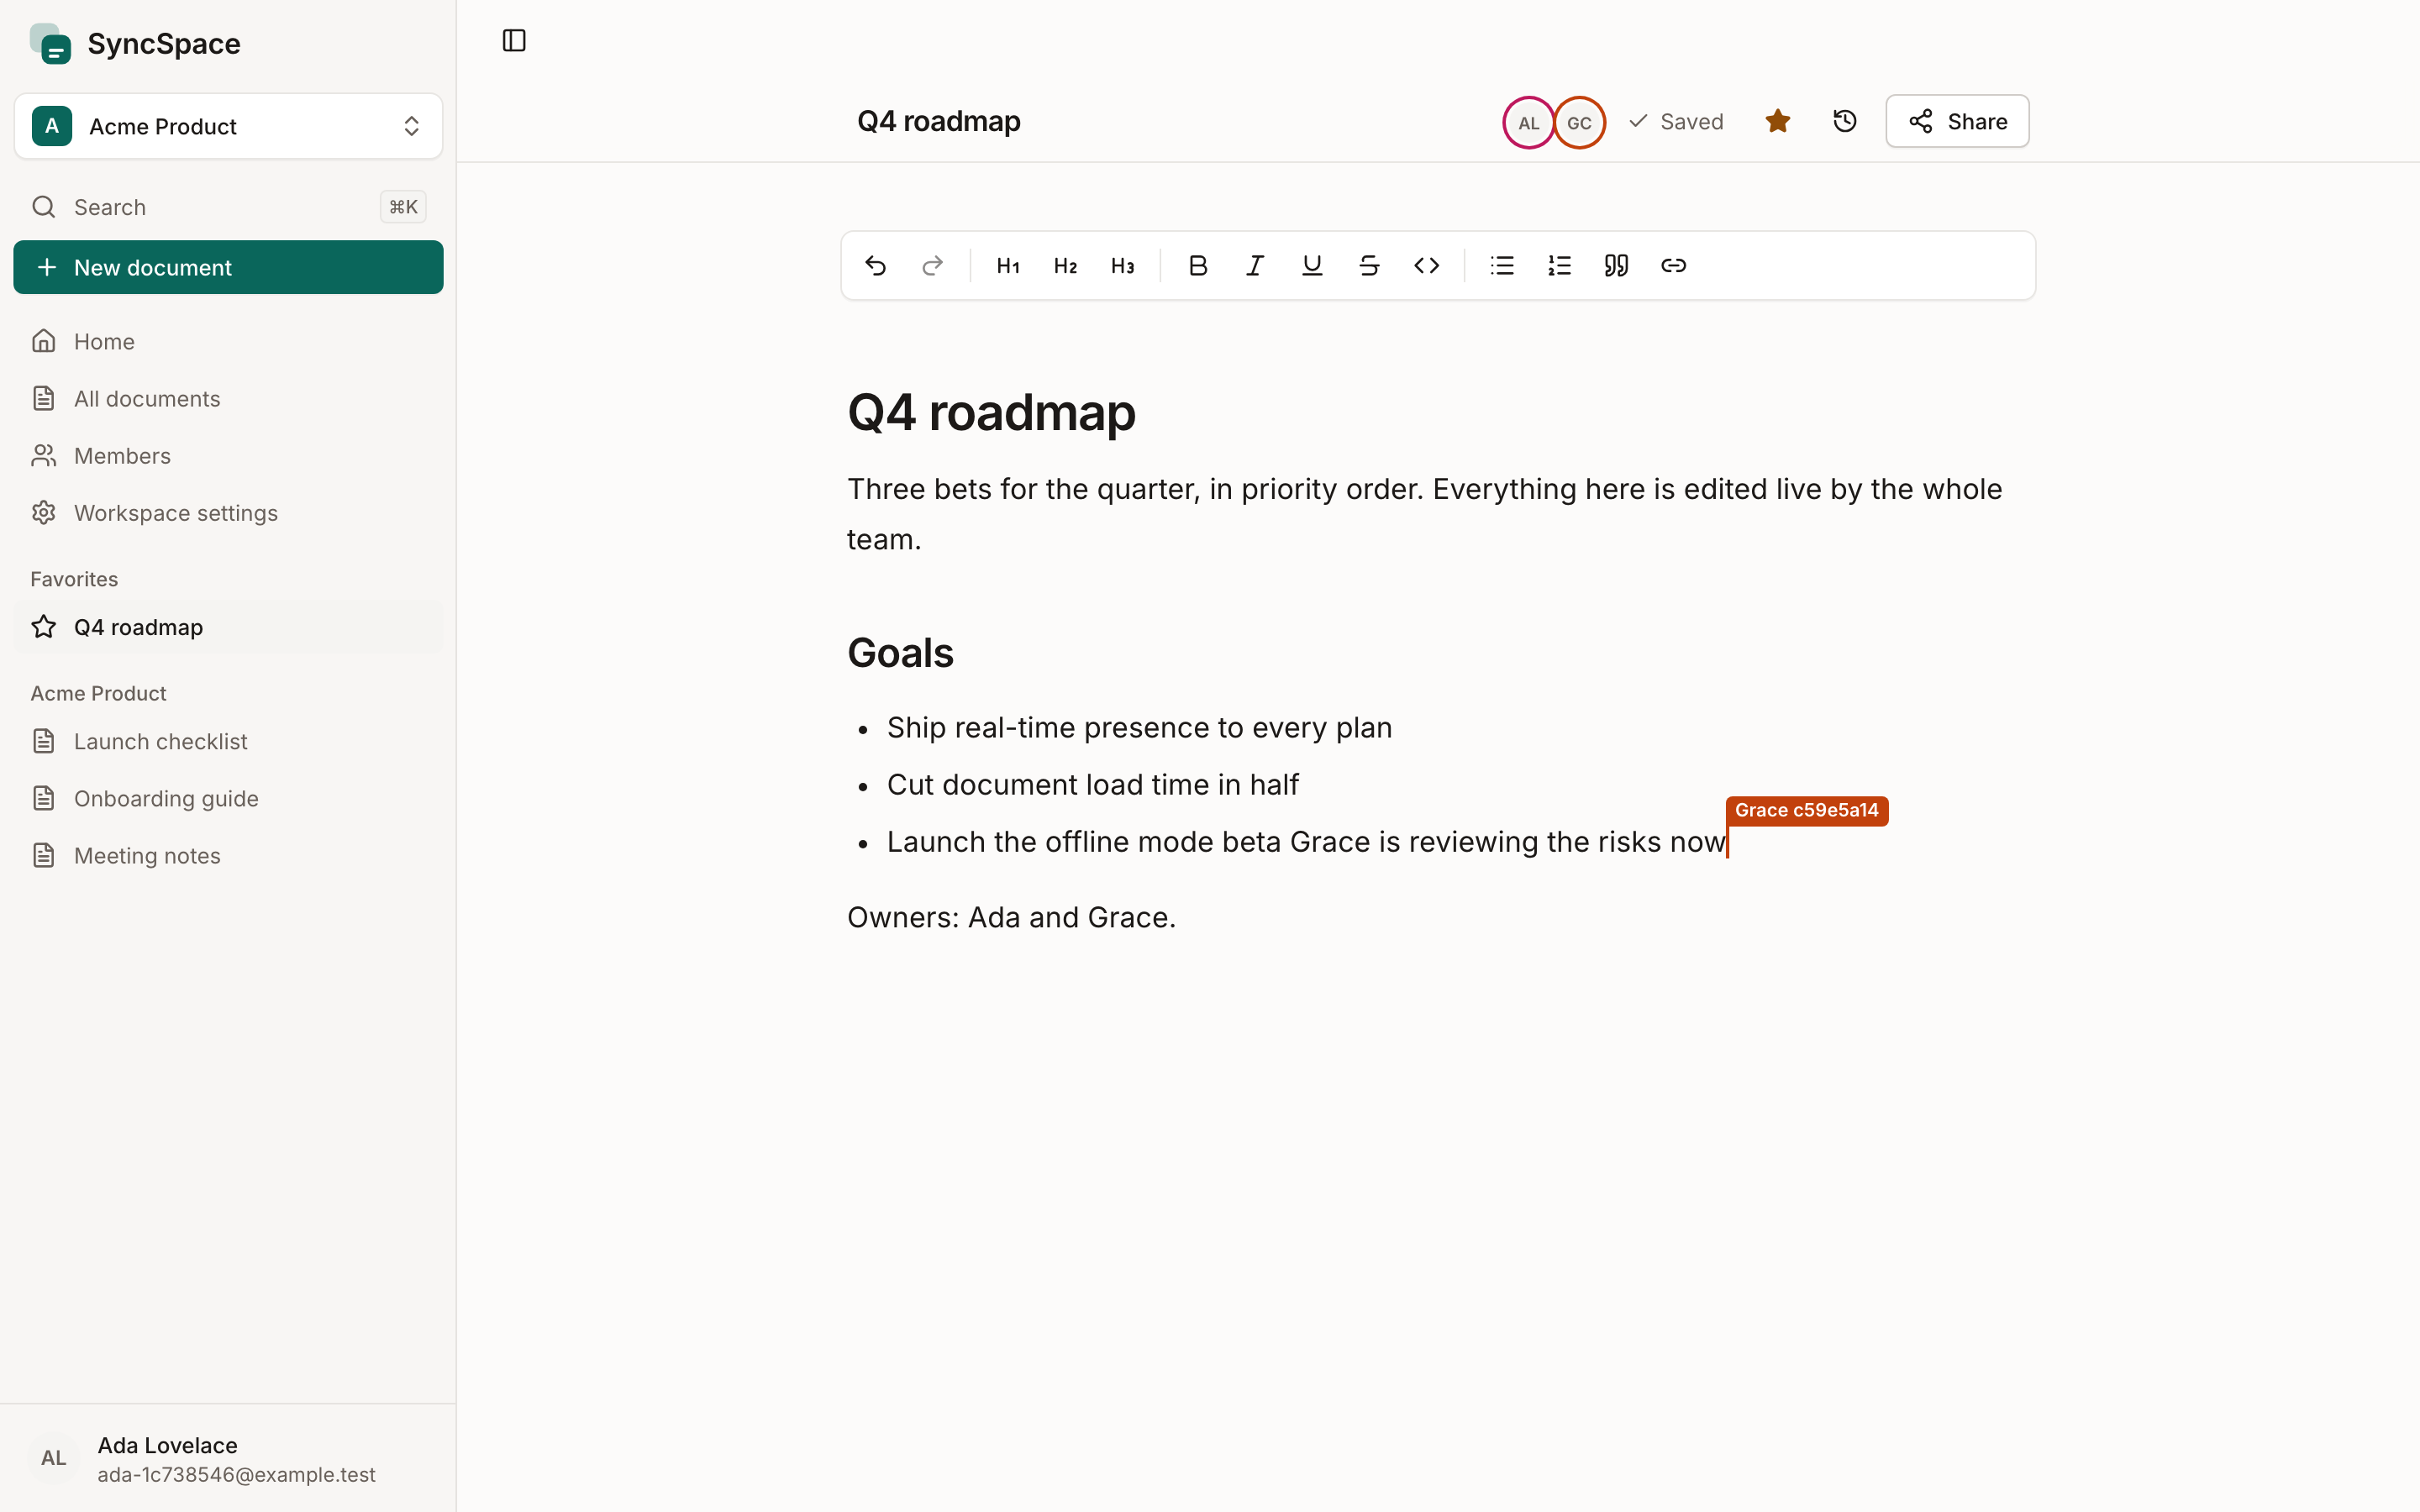 SyncSpace
A
Acme Product
Search
⌘K
New document
Home
All documents
Members
Workspace settings
Favorites
Q4 roadmap
Acme Product
Launch checklist
Onboarding guide
Meeting notes
AL
Ada Lovelace
ada-1c738546@example.test
Q4 roadmap
AL GC
Saved
Share
H1 H2 H3 B I U S
Q4 roadmap
Three bets for the quarter, in priority order. Everything here is edited live by the whole
team.
Goals
• Ship real-time presence to every plan
• Cut document load time in half
Grace c59e5a14
• Launch the offline mode beta Grace is reviewing the risks now
Owners: Ada and Grace.